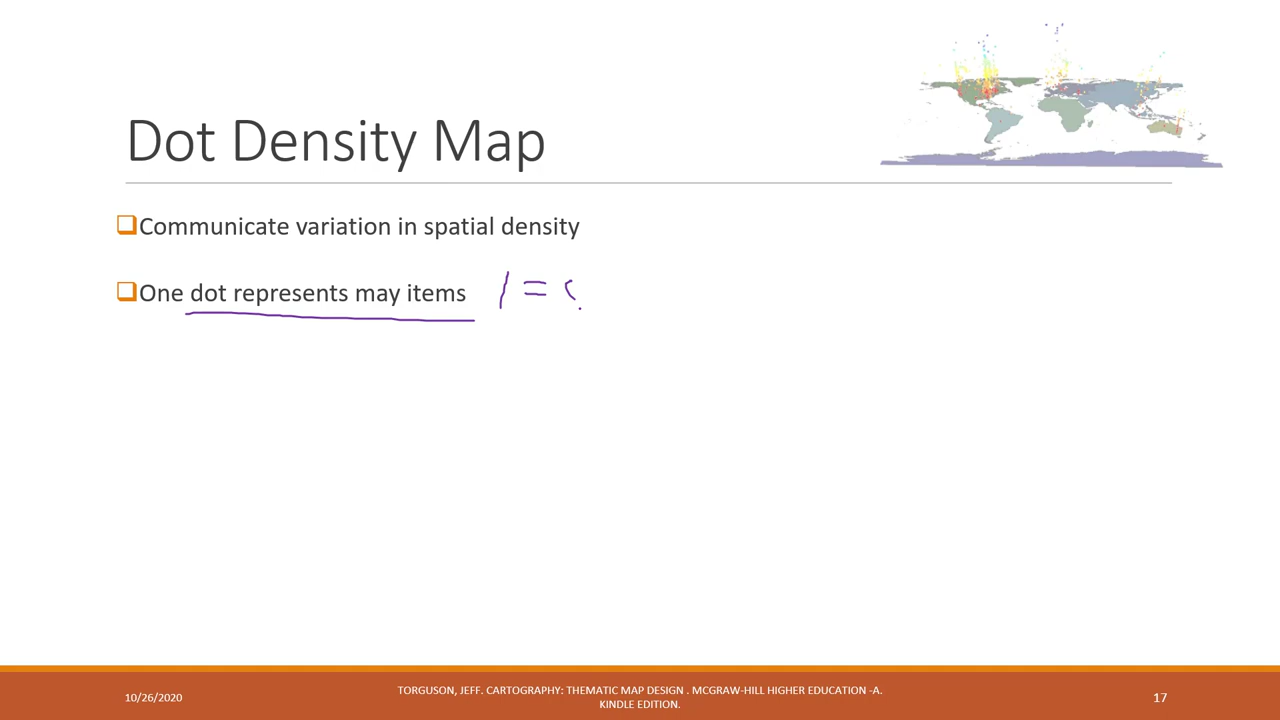 Dot Density Map
Communicate variation in spatial density
One dot represents may items 1 =
10/26/2020
TORGUSON, JEFF. CARTOGRAPHY: THEMATIC MAP DESIGN . MCGRAW-HILL HIGHER EDUCATION -A.
KINDLE EDITION.
17